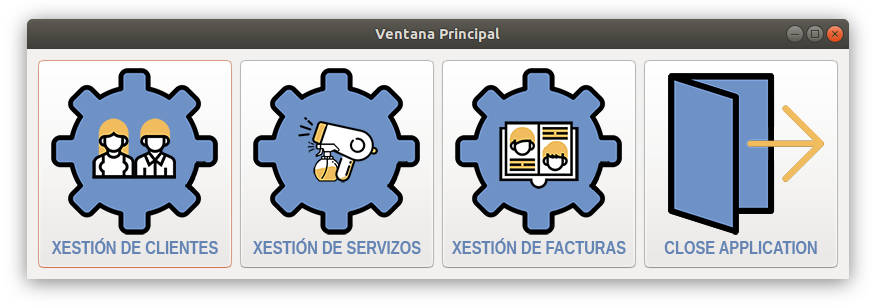 Ventana Principal
XESTIÓN DE CLIENTES
XESTIÓN DE SERVIZOS
XESTIÓN DE FACTURAS
CLOSE APPLICATION